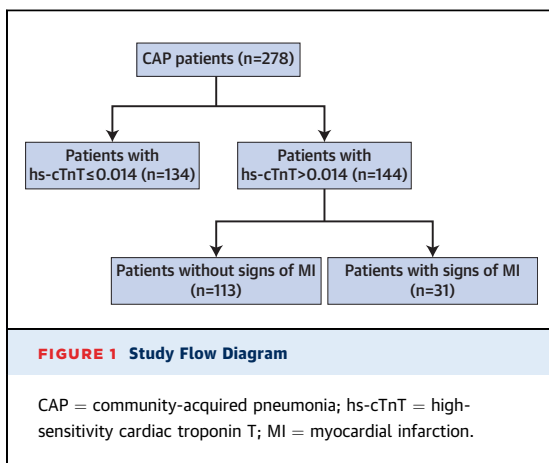 CAP patients (n=278)
Patients with
hs-cTnT≤0.014 (n=134)
Patients with
hs-cTnT>0.014 (n=144)
Patients without signs of MI
(n=113)
Patients with signs of MI
(n=31)
FIGURE 1 Study Flow Diagram
CAP = community-acquired pneumonia; hs-cTnT = high-
sensitivity cardiac troponin T; MI = myocardial infarction.